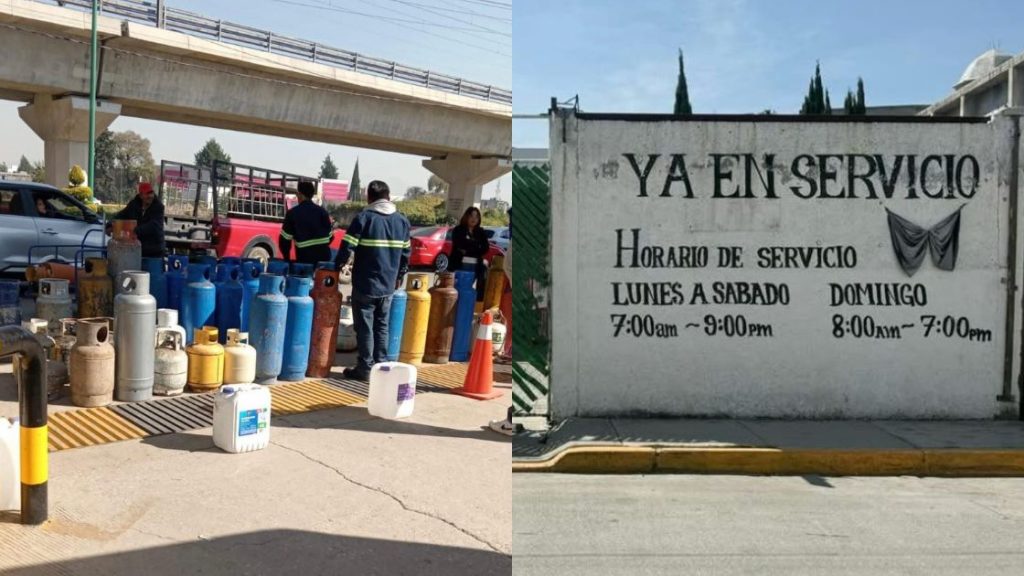 YA EN SERVICIO
HORARIO DE SERVICIO
LUNES A SABADO DOMINGO
7:00am ~ 9:00pm 8:00Am ~ 7:00pm